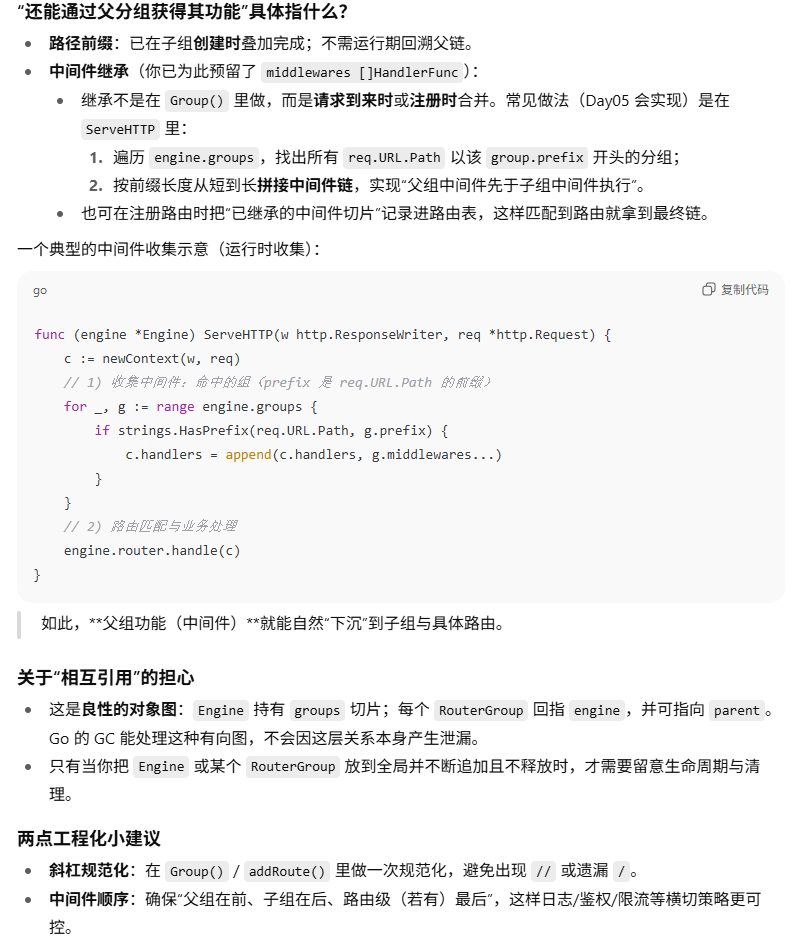 “还能通过父分组获得其功能”具体指什么？
• 路径前缀：已在子组创建时叠加完成；不需运行期回溯父链。
• 中间件继承（你已为此预留了 middlewares []HandlerFunc）：
• 继承不是在 Group() 里做，而是请求到来时或注册时合并。常见做法（Day05 会实现）是在
ServeHTTP 里：
1. 遍历 engine.groups，找出所有 req.URL.Path 以该 group.prefix 开头的分组；
2. 按前缀长度从短到长拼接中间件链，实现“父组中间件先于子组中间件执行”。
• 也可在注册路由时把“已继承的中间件切片”记录进路由表，这样匹配到路由就拿到最终链。
一个典型的中间件收集示意（运行时收集）：
go
复制代码
func (engine *Engine) ServeHTTP(w http.ResponseWriter, req *http.Request) {
    c := newContext(w, req)
    // 1) 收集中间件：命中的组（prefix 是 req.URL.Path 的前缀）
    for _, g := range engine.groups {
        if strings.HasPrefix(req.URL.Path, g.prefix) {
            c.handlers = append(c.handlers, g.middlewares...)
        }
    }
    // 2) 路由匹配与业务处理
    engine.router.handle(c)
}
如此，**父组功能（中间件）**就能自然“下沉”到子组与具体路由。
关于“相互引用”的担心
• 这是良性的对象图：Engine 持有 groups 切片；每个 RouterGroup 回指 engine，并可指向 parent。
Go 的 GC 能处理这种有向图，不会因这层关系本身产生泄漏。
• 只有当你把 Engine 或某个 RouterGroup 放到全局并不断追加且不释放时，才需要留意生命周期与清
理。
两点工程化小建议
• 斜杠规范化：在 Group() / addRoute() 里做一次规范化，避免出现 // 或遗漏 /。
• 中间件顺序：确保“父组在前、子组在后、路由级（若有）最后”，这样日志/鉴权/限流等横切策略更可
控。